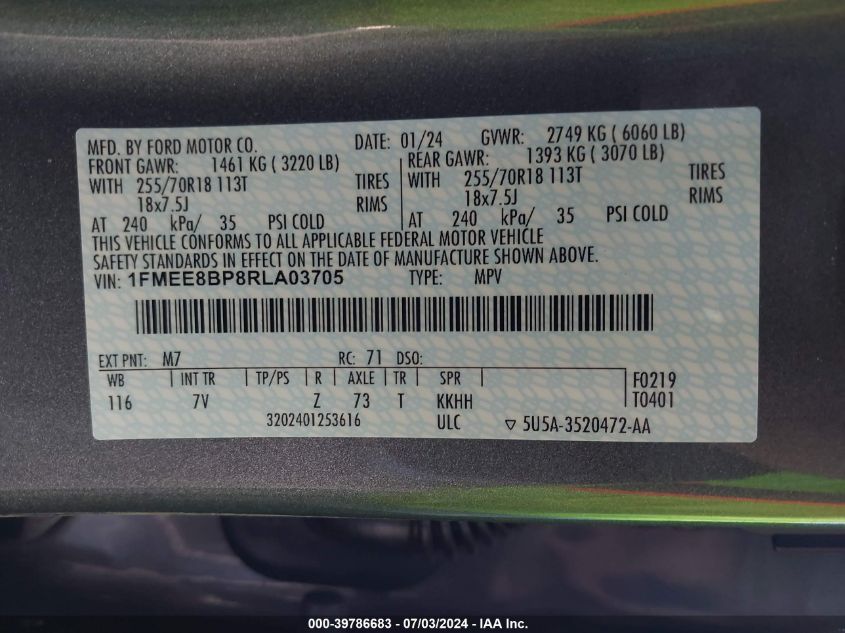 MFD. BY FORD MOTOR CO. DATE: 01/24 GVWR: 2749 KG ( 6060 LB)
FRONT GAWR: 1461 KG ( 3220 LB) REAR GAWR: 1393 KG ( 3070 LB)
WITH 255/70R18 113T TIRES WITH 255/70R18 113T TIRES
18x7.5J RIMS 18x7.5J RIMS
AT 240 kPa/ 35 PSI COLD AT 240 kPa/ 35 PSI COLD
THIS VEHICLE CONFORMS TO ALL APPLICABLE FEDERAL MOTOR VEHICLE
SAFETY STANDARDS IN EFFECT ON THE DATE OF MANUFACTURE SHOWN ABOVE.
VIN: 1FMEE8BP8RLA03705 TYPE: MPV
EXT PNT: M7 RC: 71 DSO:
WB INT TR TP/PS R AXLE TR SPR F0219
116 7V Z 73 T KKHH T0401
3202401253616 ULC ▽ 5U5A-3520472-AA
000-39786683 - 07/03/2024 - IAA Inc.